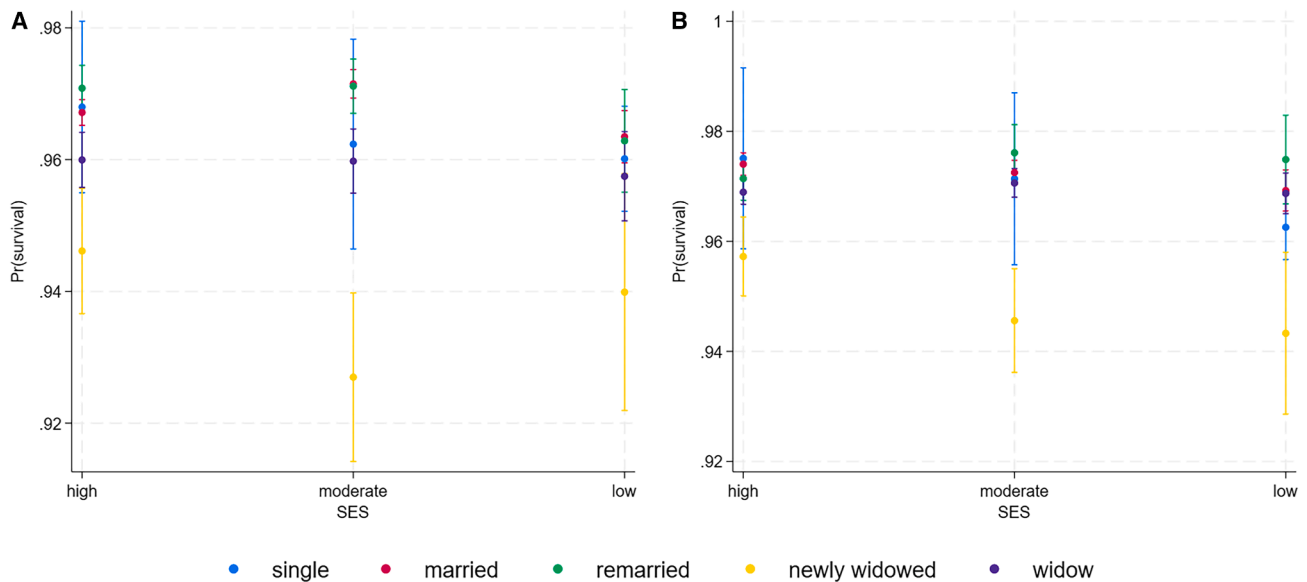 A
.98
.96
.94
.92
Pr(survival)
high
moderate
low
SES
B
1
.98
.96
.94
.92
Pr(survival)
high
moderate
low
SES
single
married
remarried
newly widowed
widow